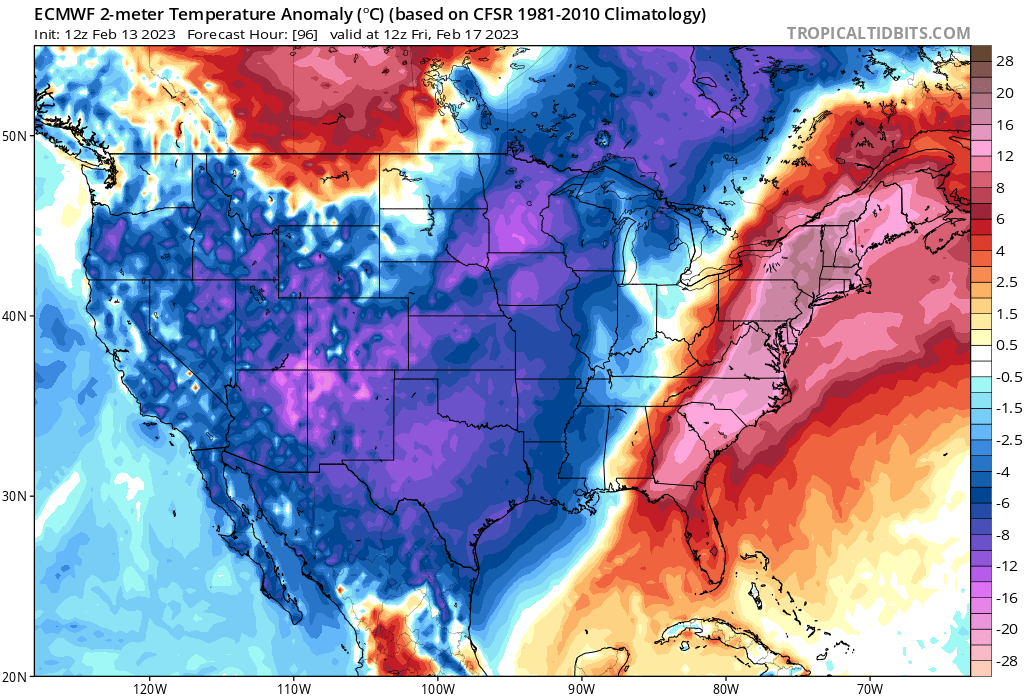 ECMWF 2-meter Temperature Anomaly (°C) (based on CFSR 1981-2010 Climatology)
Init: 12z Feb 13 2023 Forecast Hour: [96] valid at 12z Fri, Feb 17 2023
TROPICALTIDBITS.COM
50N
40N
30N
20N
120W
110W
100W
90W
80W
70W
28
20
16
12
8
6
4
2.5
1.5
0.5
-0.5
-1.5
-2.5
-4
-6
-8
-12
-16
-20
-28